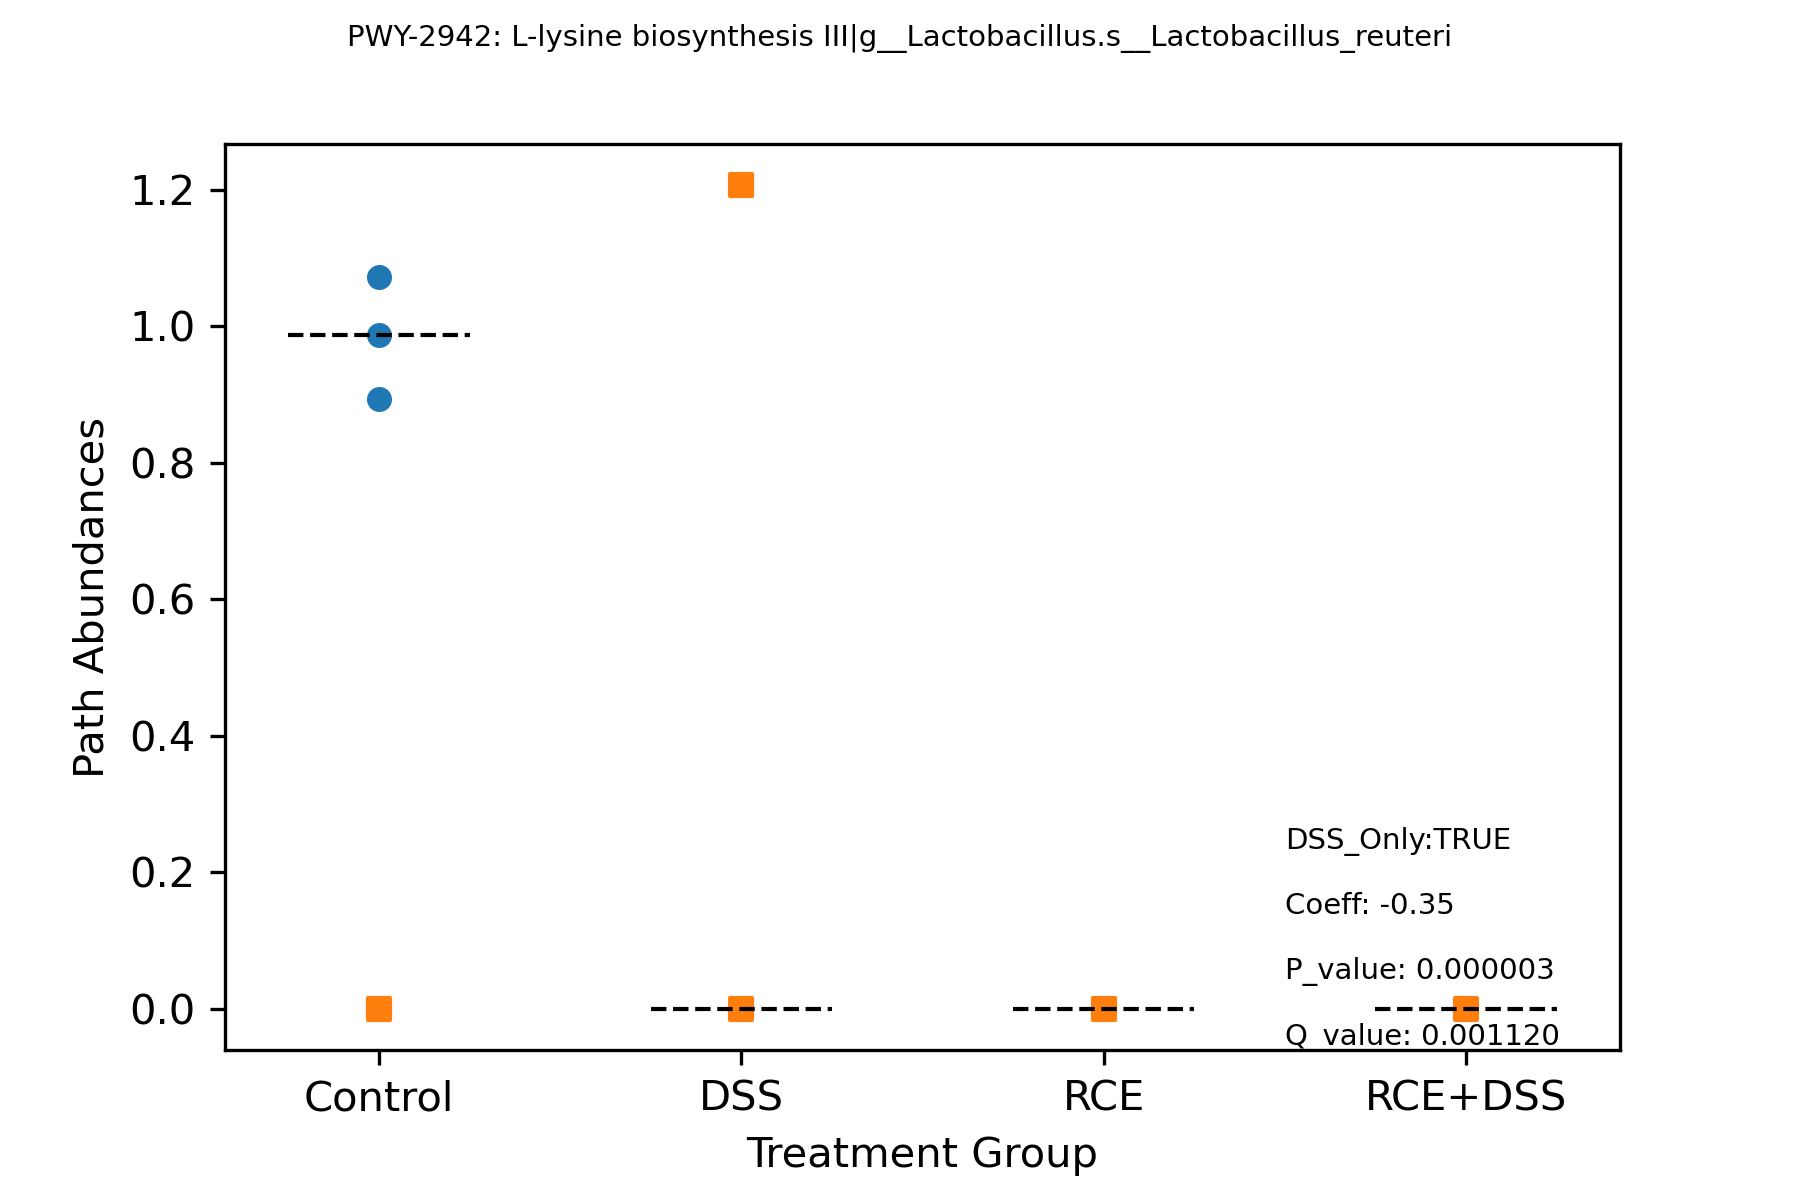 PWY-2942: L-lysine biosynthesis III|g__Lactobacillus.s__Lactobacillus_reuteri
Path Abundances
1.2
1.0
0.8
0.6
0.4
0.2
0.0
DSS_Only:TRUE
Coeff: -0.35
P_value: 0.000003
Q_value: 0.001120
Control DSS RCE RCE+DSS
Treatment Group